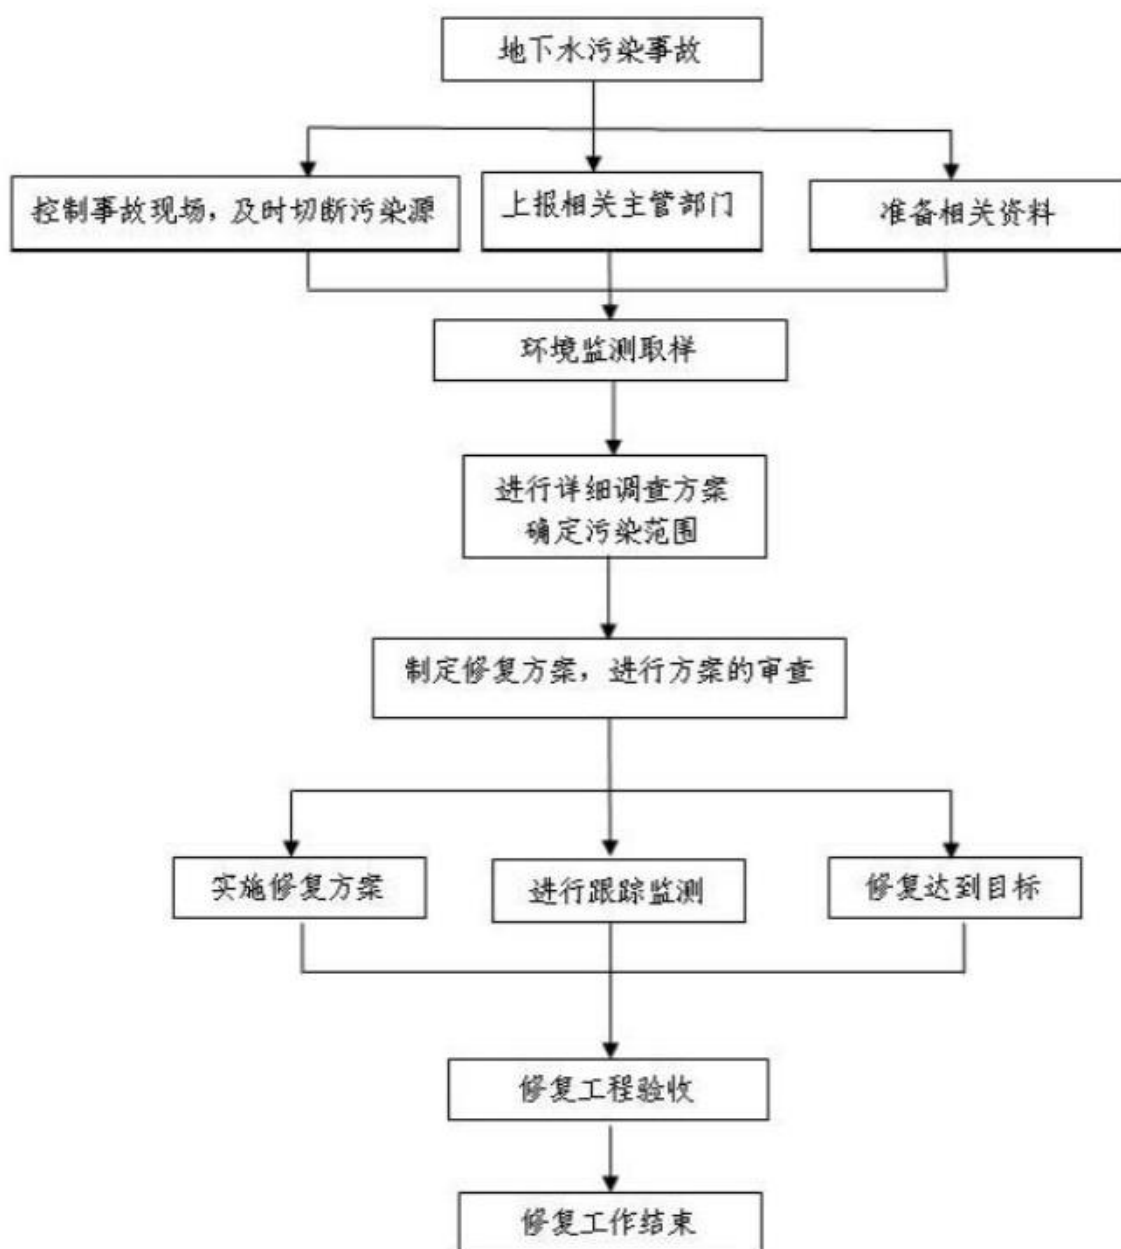 地下水污染事故
控制事故现场，及时切断污染源
上报相关主管部门
准备相关资料
环境监测取样
进行详细调查方案
确定污染范围
制定修复方案，进行方案的审查
实施修复方案
进行跟踪监测
修复达到目标
修复工程验收
修复工作结束